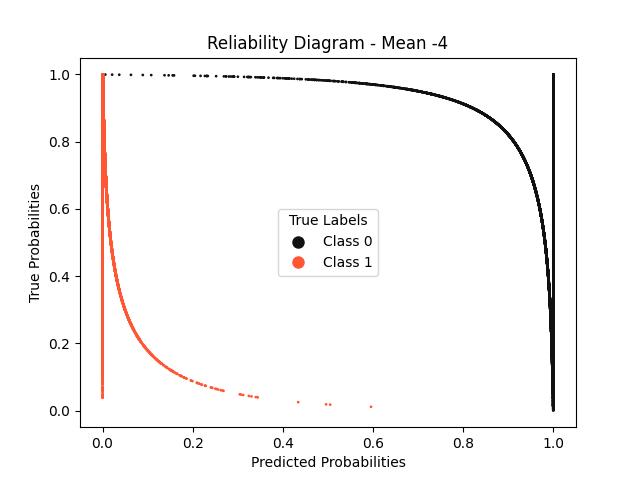 Reliability Diagram - Mean -4
True Probabilities
1.0
0.8
0.6
0.4
0.2
0.0
True Labels
Class 0
Class 1
0.0 0.2 0.4 0.6 0.8 1.0
Predicted Probabilities